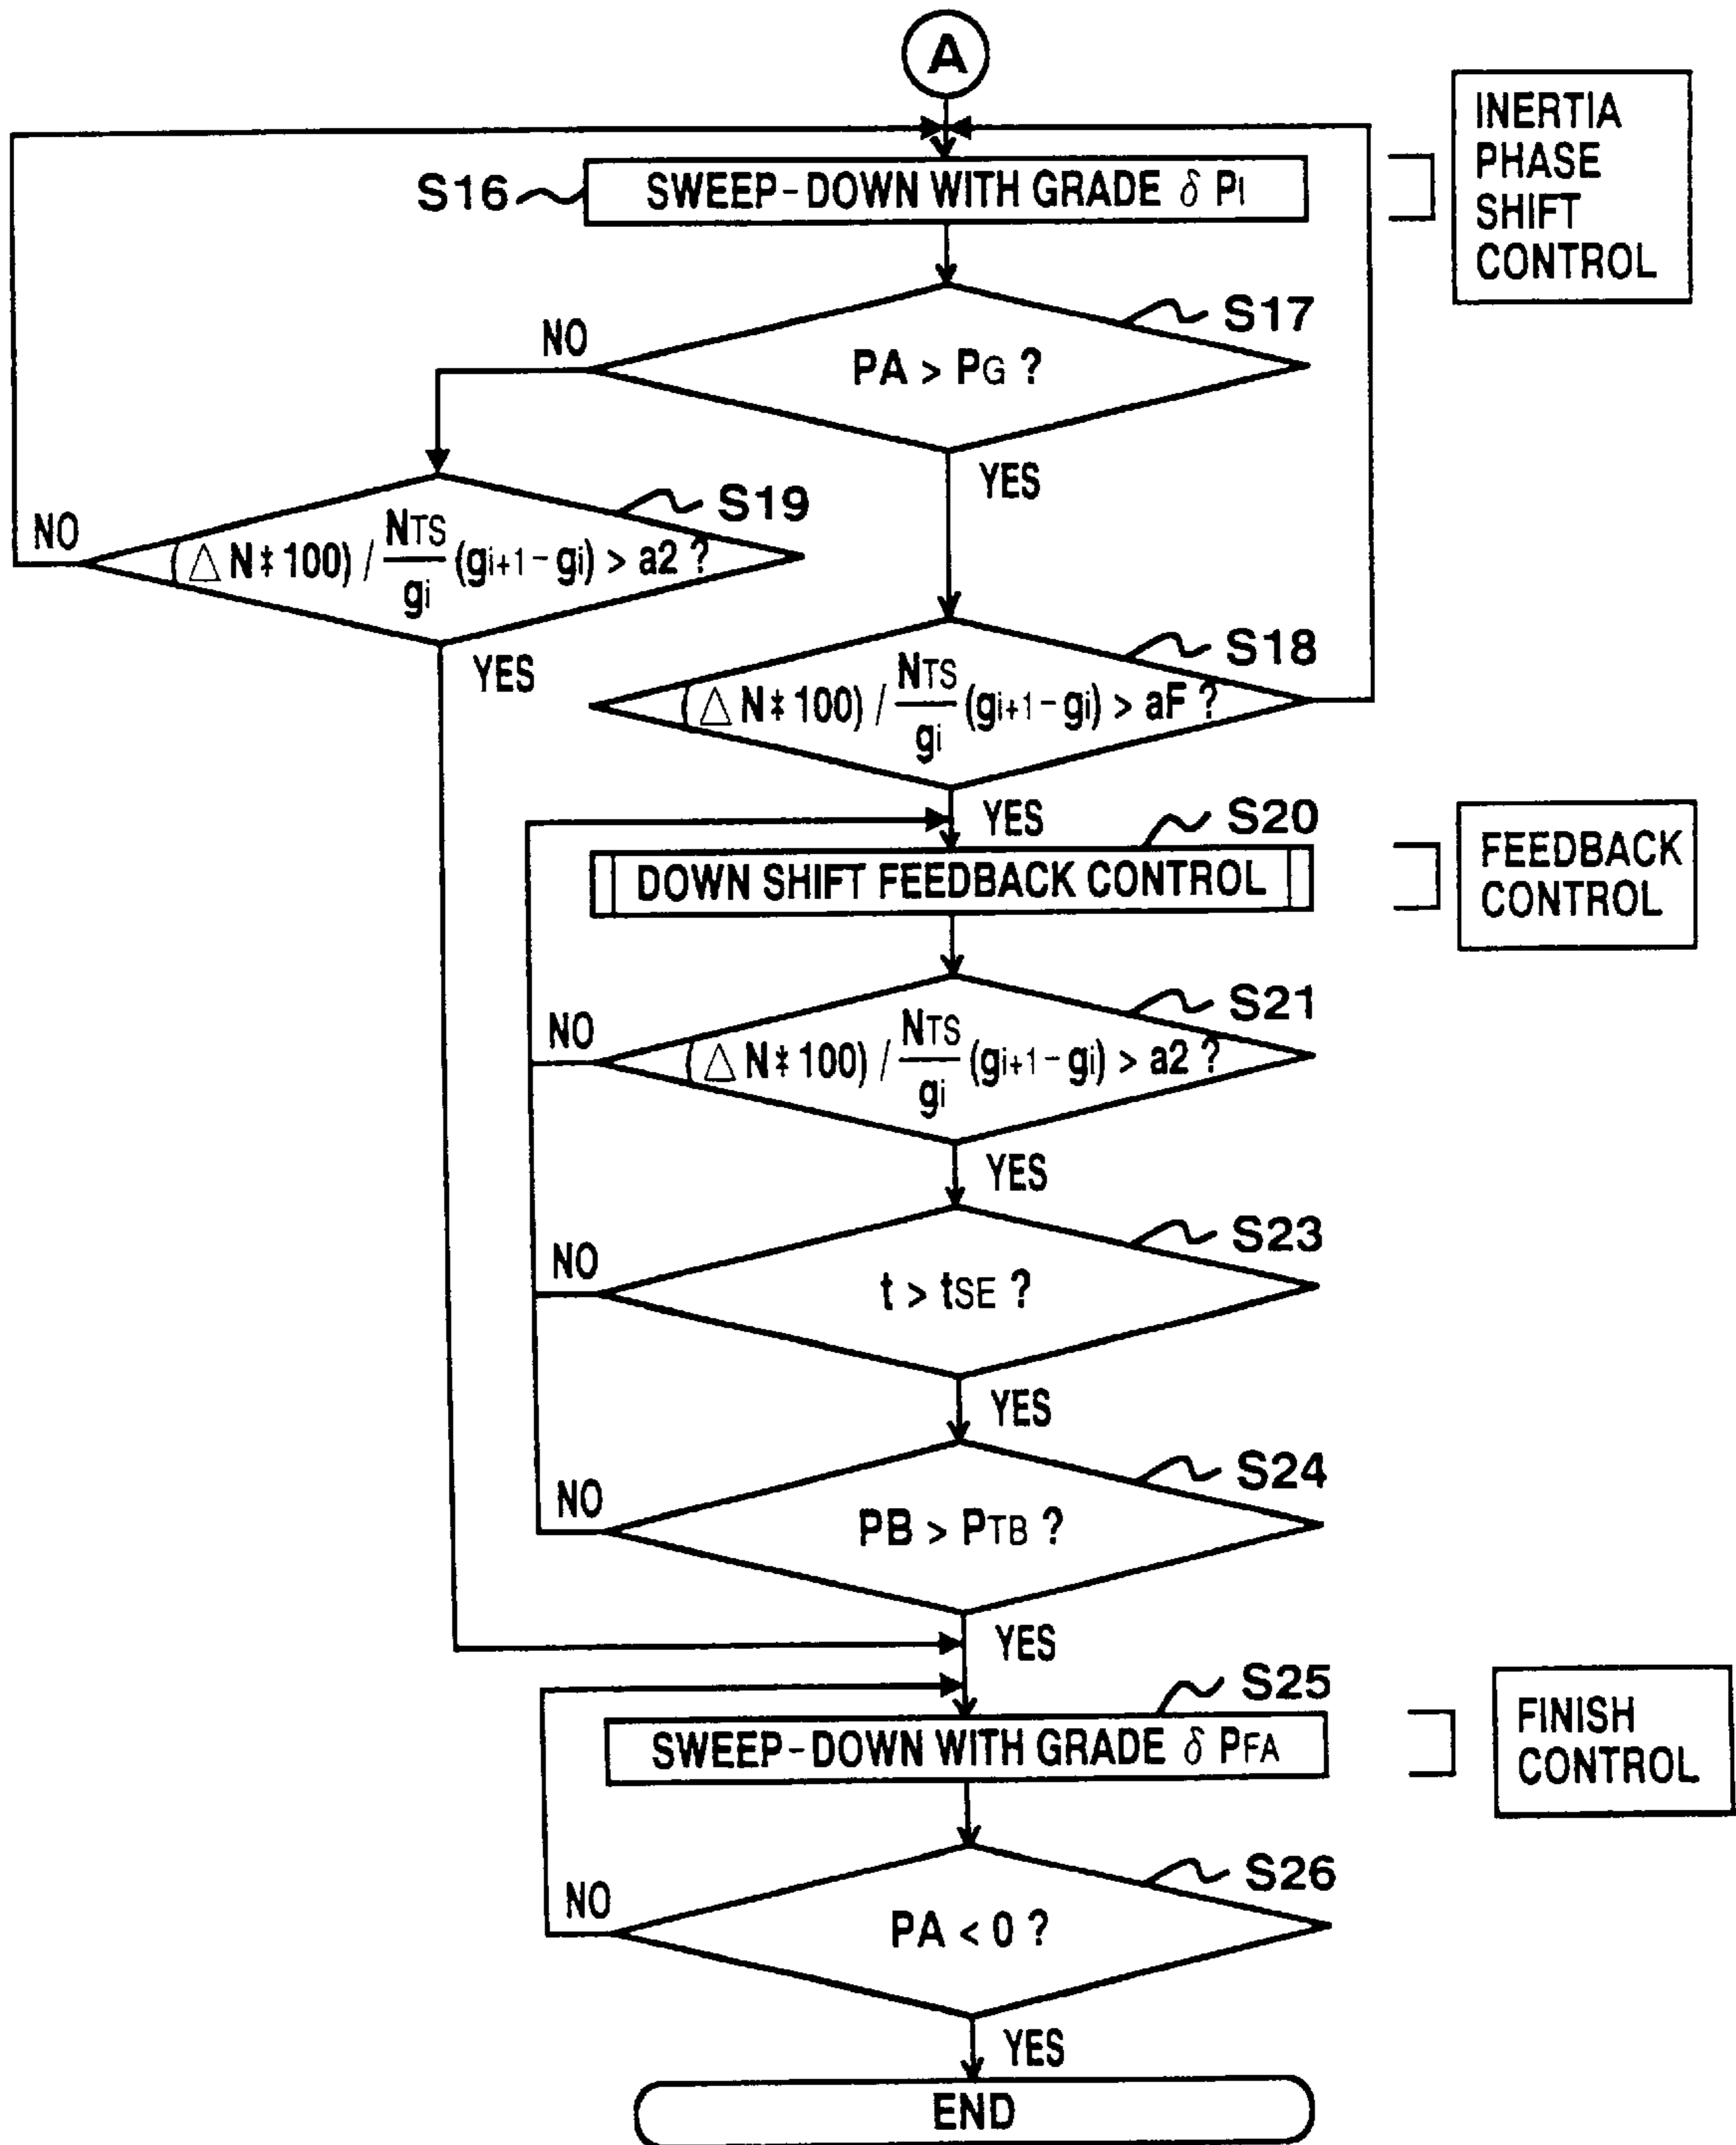 A
INERTIA
PHASE
SHIFT
CONTROL
S16
SWEEP-DOWN WITH GRADE δ PI
S17
NO
PA > PG ?
YES
S19
NO
(△ N * 100) / NTS/gi (gi+1 - gi) > a2 ?
YES
S18
(△ N * 100) / NTS/gi (gi+1 - gi) > aF ?
YES
S20
FEEDBACK
CONTROL
DOWN SHIFT FEEDBACK CONTROL
S21
NO
(△ N * 100) / NTS/gi (gi+1 - gi) > a2 ?
YES
S23
NO
t > tSE ?
YES
S24
NO
PB > PTB ?
YES
S25
FINISH
CONTROL
SWEEP-DOWN WITH GRADE δ PFA
S26
NO
PA < 0 ?
YES
END